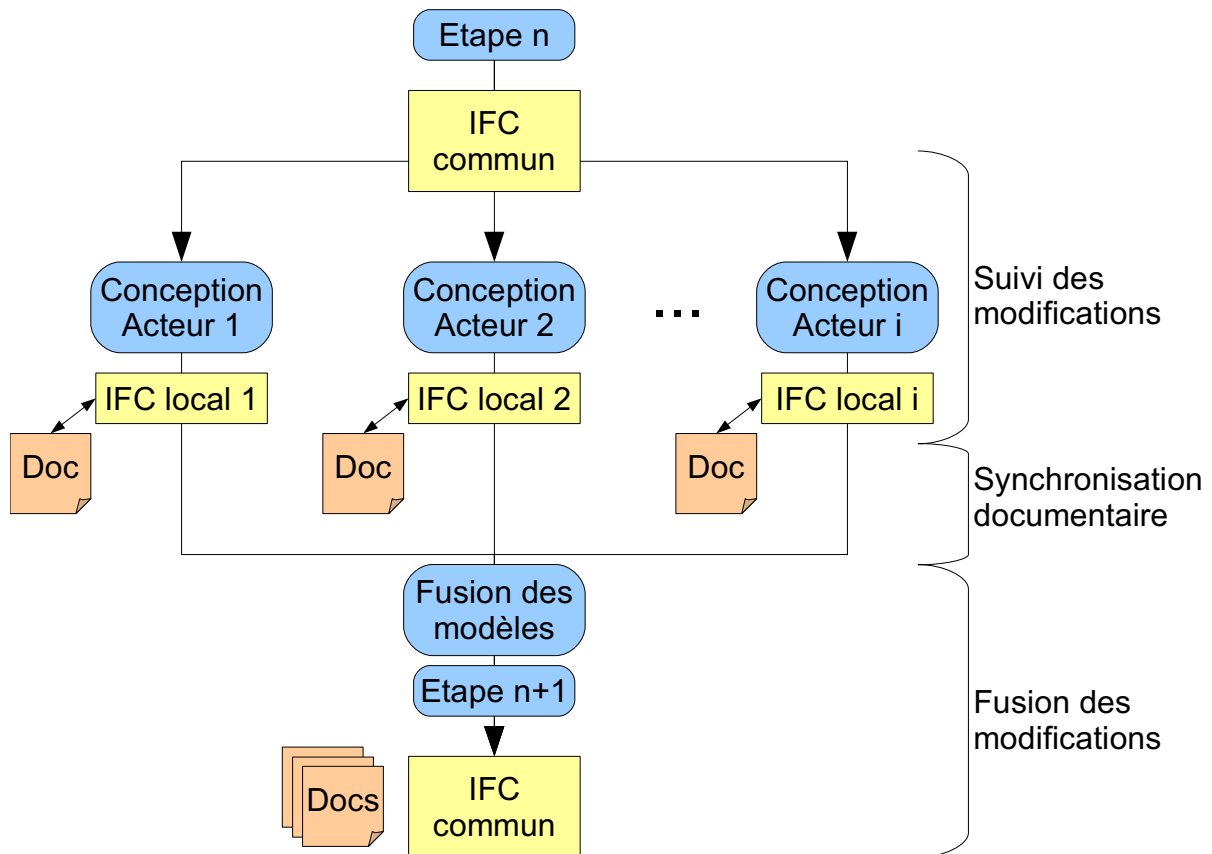 Etape n
IFC
commun
Conception
Acteur 1
Conception
Acteur 2
...
Conception
Acteur i
Suivi des
modifications
IFC local 1
IFC local 2
IFC local i
Doc
Doc
Doc
Synchronisation
documentaire
Fusion des
modèles
Etape n+1
Fusion des
modifications
Docs
IFC
commun